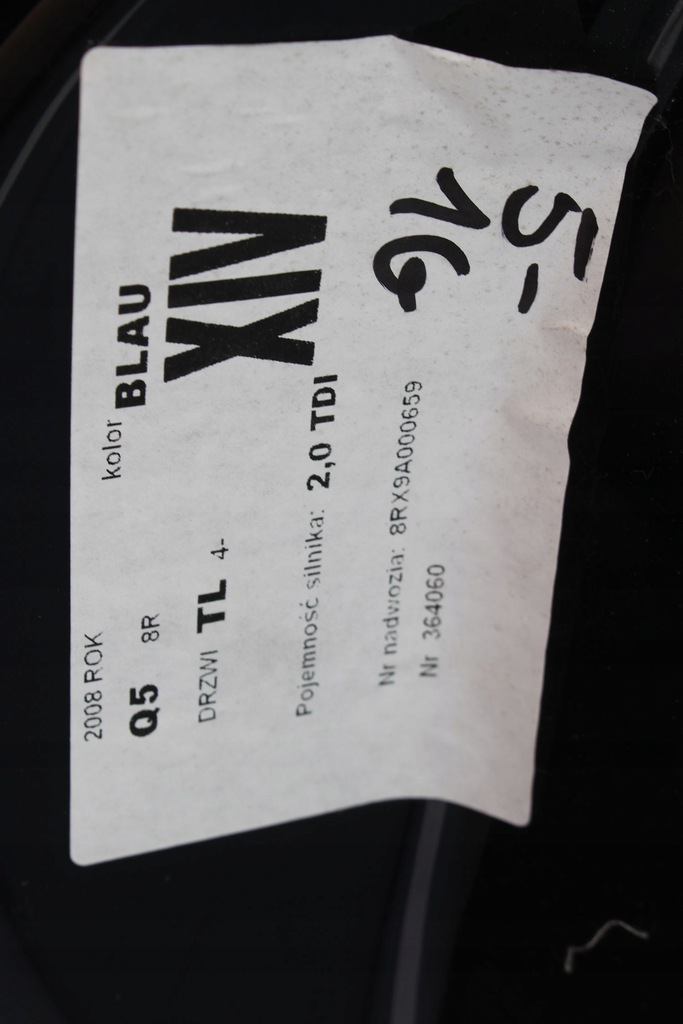 2008 ROK
kolor BLAU
Q5 8R
XIV
DRZWI TL 4-
Pojemność silnika: 2,0 TDI
Nr nadwozia: 8RX9A000659
Nr 364060
16
5-